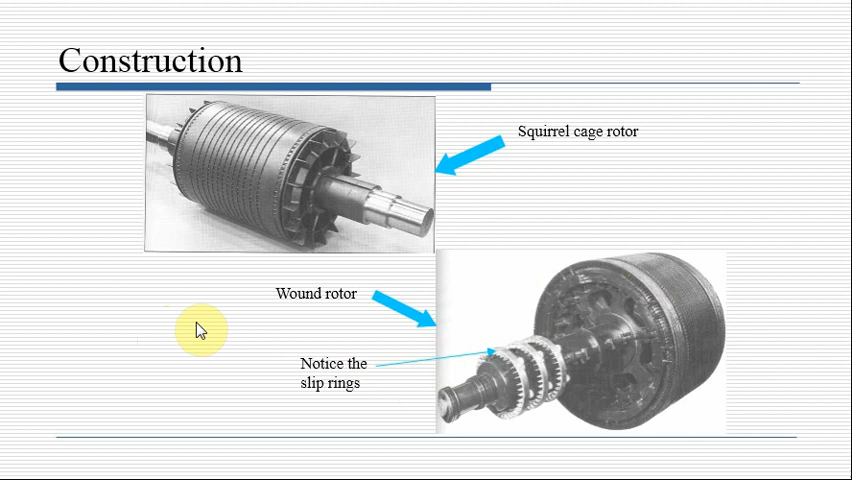 Construction
Squirrel cage rotor
Wound rotor
Notice the
slip rings